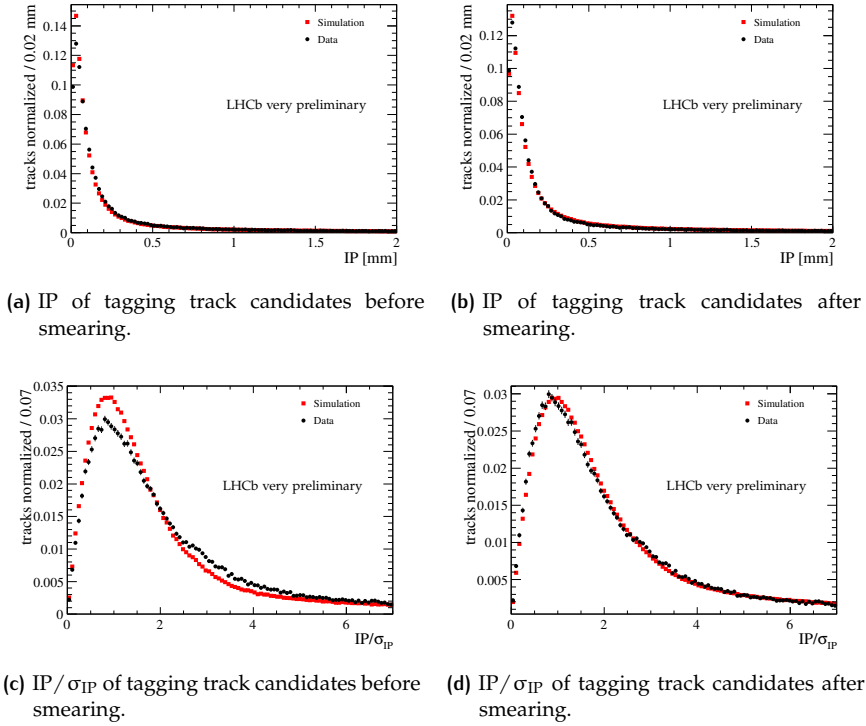 tracks normalized / 0.02 mm
0.14
0.12
0.1
0.08
0.06
0.04
0.02
0
Simulation
Data
LHCb very preliminary
0 0.5 1 1.5 2
IP [mm]
tracks normalized / 0.02 mm
0.12
0.1
0.08
0.06
0.04
0.02
0
Simulation
Data
LHCb very preliminary
0 0.5 1 1.5 2
IP [mm]
(a) IP of tagging track candidates before
smearing.
(b) IP of tagging track candidates after
smearing.
tracks normalized / 0.07
0.035
0.03
0.025
0.02
0.015
0.01
0.005
0
Simulation
Data
LHCb very preliminary
0 2 4 6
IP/σIP
tracks normalized / 0.07
0.03
0.025
0.02
0.015
0.01
0.005
Simulation
Data
LHCb very preliminary
0 2 4 6
IP/σIP
(c) IP/σIP of tagging track candidates before
smearing.
(d) IP/σIP of tagging track candidates after
smearing.